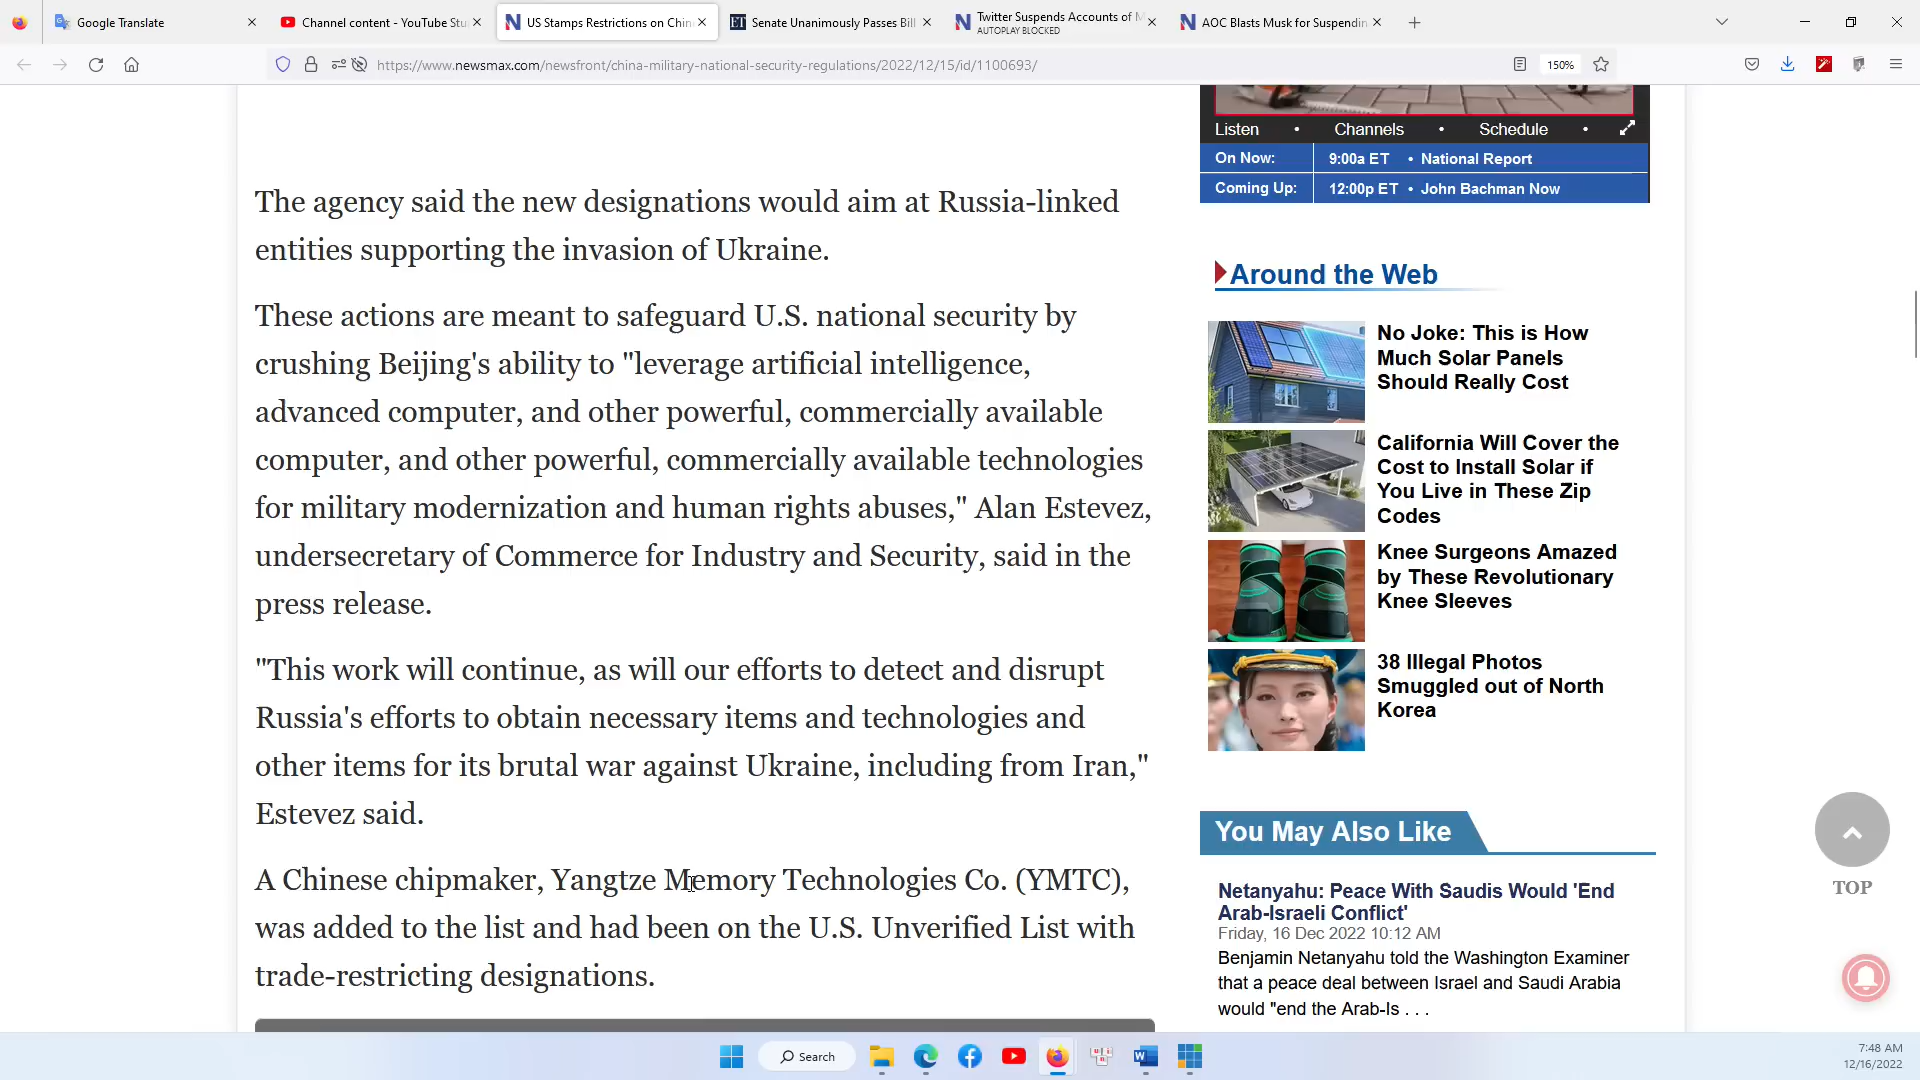 Google Translate
Channel content - YouTube Stu
US Stamps Restrictions on Chin
Senate Unanimously Passes Bill
Twitter Suspends Accounts of M
AUTOPLAY BLOCKED
AOC Blasts Musk for Suspendin
https://www.newsmax.com/newsfront/china-military-national-security-regulations/2022/12/15/id/1100693/
150%
The agency said the new designations would aim at Russia-linked
entities supporting the invasion of Ukraine.
These actions are meant to safeguard U.S. national security by
crushing Beijing's ability to "leverage artificial intelligence,
advanced computer, and other powerful, commercially available
computer, and other powerful, commercially available technologies
for military modernization and human rights abuses," Alan Estevez,
undersecretary of Commerce for Industry and Security, said in the
press release.
"This work will continue, as will our efforts to detect and disrupt
Russia's efforts to obtain necessary items and technologies and
other items for its brutal war against Ukraine, including from Iran,"
Estevez said.
A Chinese chipmaker, Yangtze Memory Technologies Co. (YMTC),
was added to the list and had been on the U.S. Unverified List with
trade-restricting designations.
Listen • Channels • Schedule •
On Now: 9:00a ET • National Report
Coming Up: 12:00p ET • John Bachman Now
Around the Web
No Joke: This is How
Much Solar Panels
Should Really Cost
California Will Cover the
Cost to Install Solar if
You Live in These Zip
Codes
Knee Surgeons Amazed
by These Revolutionary
Knee Sleeves
38 Illegal Photos
Smuggled out of North
Korea
You May Also Like
Netanyahu: Peace With Saudis Would 'End
Arab-Israeli Conflict'
Friday, 16 Dec 2022 10:12 AM
Benjamin Netanyahu told the Washington Examiner
that a peace deal between Israel and Saudi Arabia
would "end the Arab-Is . . .
TOP
Search
7:48 AM
12/16/2022